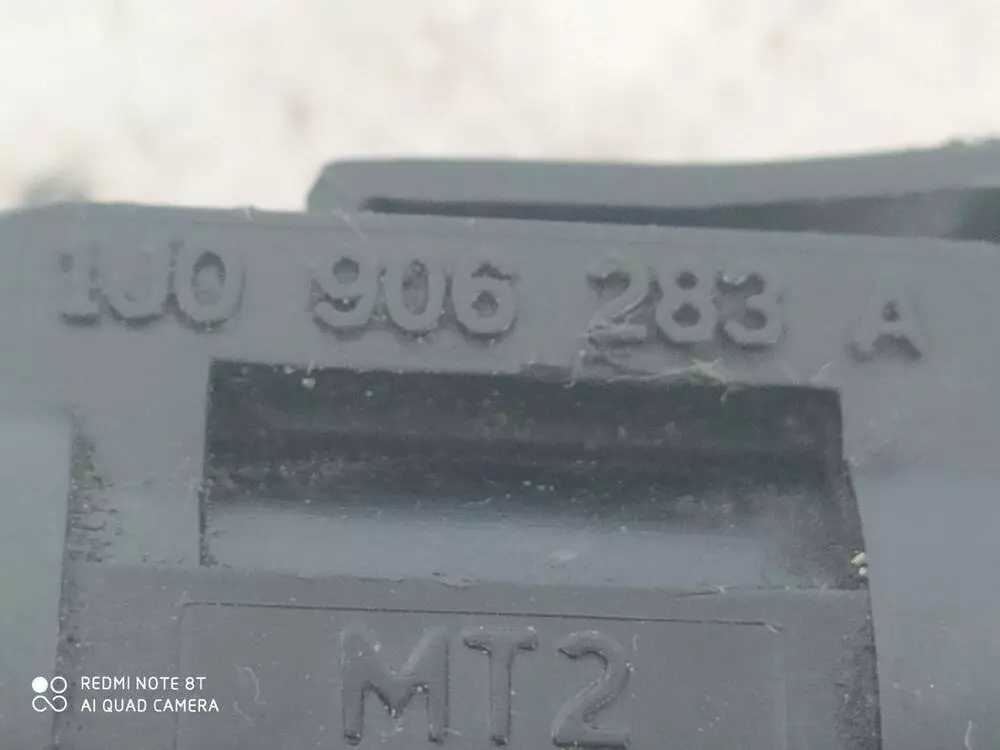 1J0 906 283 A
MT2
REDMI NOTE 8T
AI QUAD CAMERA